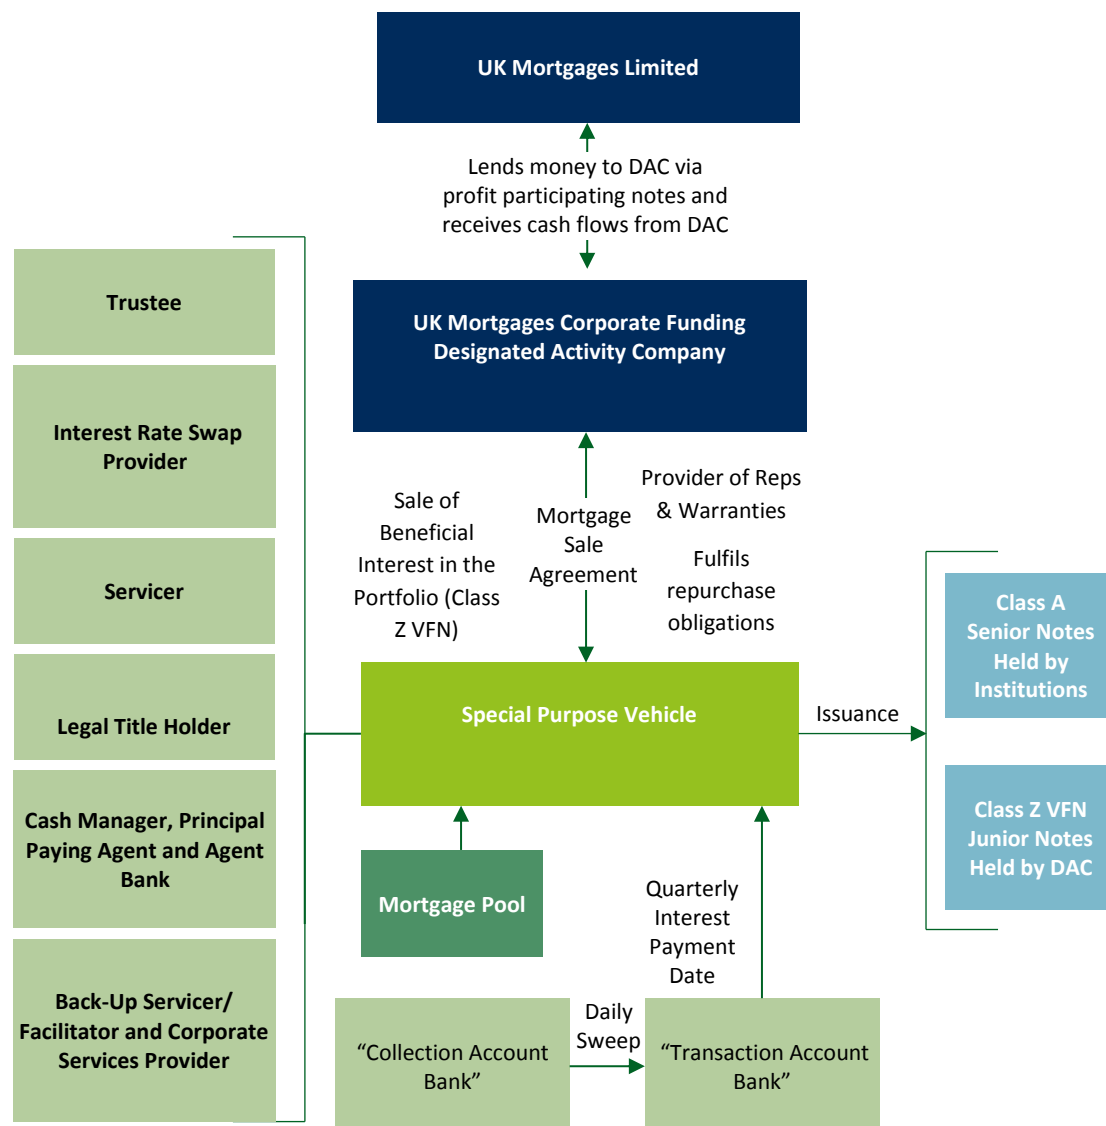 UK Mortgages Limited
Lends money to DAC via
profit participating notes and
receives cash flows from DAC
UK Mortgages Corporate Funding
Designated Activity Company
Trustee
Interest Rate Swap
Provider
Servicer
Legal Title Holder
Cash Manager, Principal
Paying Agent and Agent
Bank
Back-Up Servicer/
Facilitator and Corporate
Services Provider
Sale of
Beneficial
Interest in the
Portfolio (Class
Z VFN)
Mortgage
Sale
Agreement
Provider of Reps
& Warranties
Fulfils
repurchase
obligations
Special Purpose Vehicle
Issuance
Class A
Senior Notes
Held by
Institutions
Class Z VFN
Junior Notes
Held by DAC
Mortgage Pool
Quarterly
Interest
Payment
Date
“Collection Account
Bank”
Daily
Sweep
“Transaction Account
Bank”